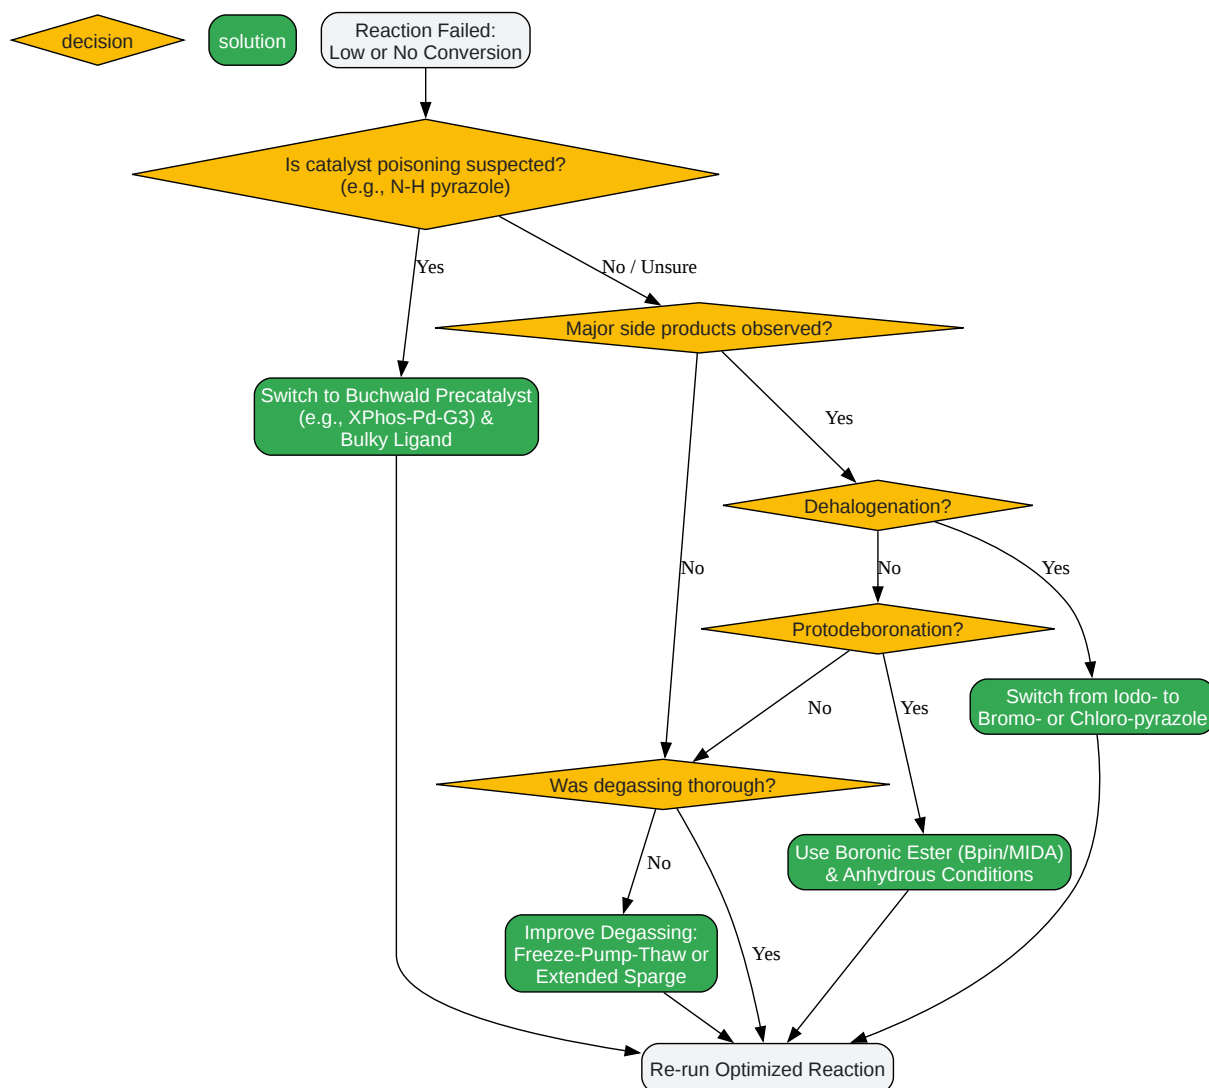 decision
solution
Reaction Failed:
Low or No Conversion
Is catalyst poisoning suspected?
(e.g., N-H pyrazole)
Yes
No / Unsure
Major side products observed?
Switch to Buchwald Precatalyst
(e.g., XPhos-Pd-G3) &
Bulky Ligand
Yes
Dehalogenation?
No
No
Yes
Protodeboronation?
Switch from Iodo- to
Bromo- or Chloro-pyrazole
No
Yes
Was degassing thorough?
Use Boronic Ester (Bpin/MIDA)
& Anhydrous Conditions
No
Improve Degassing:
Freeze-Pump-Thaw or
Extended Sparge
Yes
Re-run Optimized Reaction